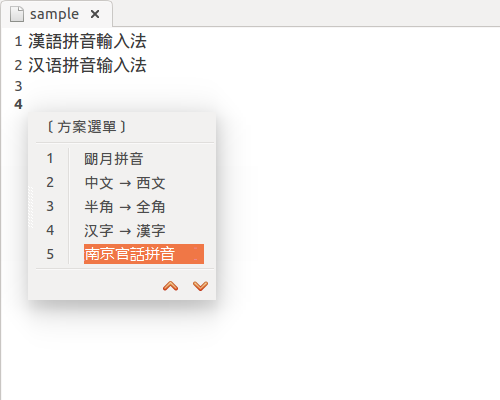 sample
1 漢語拼音輸入法
2 汉语拼音输入法
3
4
〔方案選單〕
1 朙月拼音
2 中文 → 西文
3 半角 → 全角
4 汉字 → 漢字
5 南京官話拼音